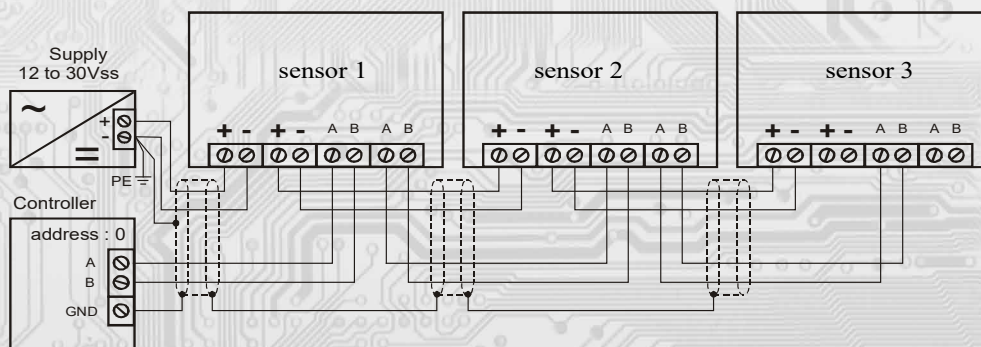 Supply
12 to 30Vss
~
+
-
=
PE
Controller
address : 0
A
B
GND
sensor 1
+ - + - A B A B
sensor 2
+ - + - A B A B
sensor 3
+ - + - A B A B